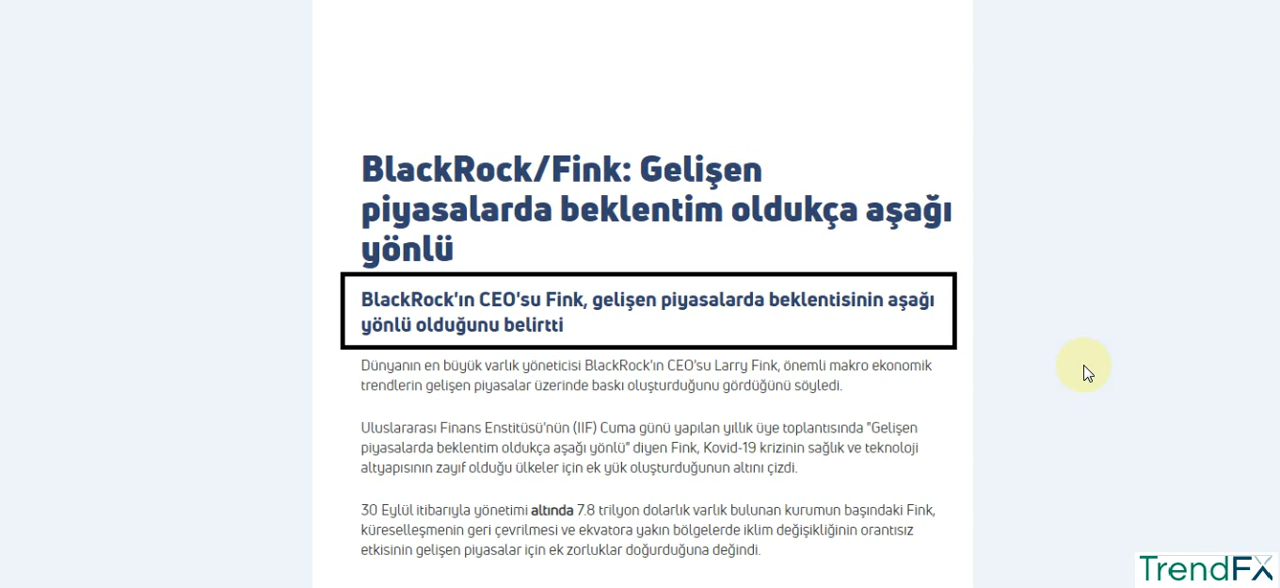 BlackRock/Fink: Gelişen
piyasalarda beklentim oldukça aşağı
yönlü
BlackRock'ın CEO'su Fink, gelişen piyasalarda beklentisinin aşağı
yönlü olduğunu belirtti
Dünyanın en büyük varlık yöneticisi BlackRock'ın CEO'su Larry Fink, önemli makro ekonomik
trendlerin gelişen piyasalar üzerinde baskı oluşturduğunu gördüğünü söyledi.
Uluslararası Finans Enstitüsü'nün (IIF) Cuma günü yapılan yıllık üye toplantısında "Gelişen
piyasalarda beklentim oldukça aşağı yönlü" diyen Fink, Kovid-19 krizinin sağlık ve teknoloji
altyapısının zayıf olduğu ülkeler için ek yük oluşturduğunun altını çizdi.
30 Eylül itibarıyla yönetimi altında 7.8 trilyon dolarlık varlık bulunan kurumun başındaki Fink,
küreselleşmenin geri çevrilmesi ve ekvatora yakın bölgelerde iklim değişikliğinin orantısız
etkisinin gelişen piyasalar için ek zorluklar doğurduğuna değindi.
TrendFX